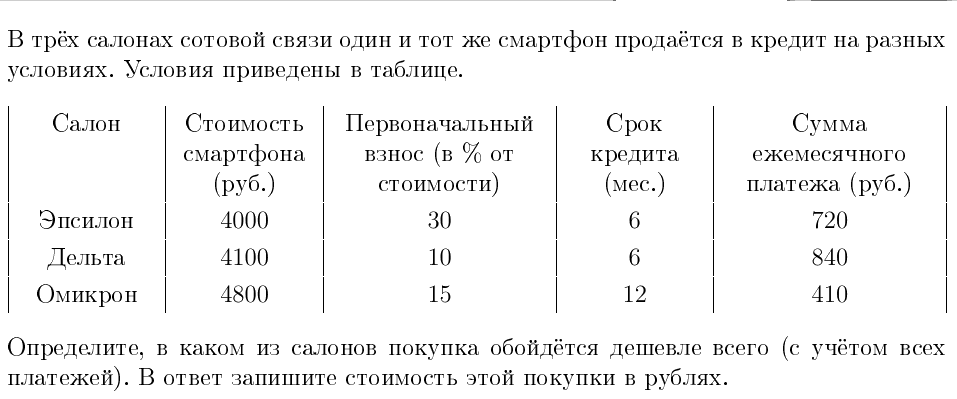 В трёх салонах сотовой связи один и тот же смартфон продаётся в кредит на разных
условиях. Условия приведены в таблице.
Салон Стоимость смартфона (руб.) Первоначальный взнос (в % от стоимости) Срок кредита (мес.) Сумма ежемесячного платежа (руб.)
Эпсилон 4000 30 6 720
Дельта 4100 10 6 840
Омикрон 4800 15 12 410
Определите, в каком из салонов покупка обойдётся дешевле всего (с учётом всех
платежей). В ответ запишите стоимость этой покупки в рублях.